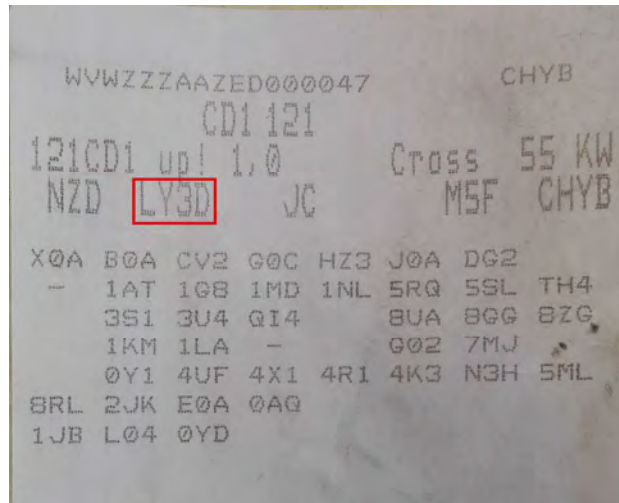 WVWZZZAAZED000047 CHYB
CD1 121
121CD1 up! 1,0 Cross 55 KW
NZD LY3D JC M5F CHYB
X0A B0A CV2 G0C HZ3 J0A DG2
- 1AT 1G8 1MD 1NL 5RQ 5SL TH4
3S1 3U4 QI4 8UA 8GG 8ZG
1KM 1LA - G02 7MJ
0Y1 4UF 4X1 4R1 4K3 N3H 5ML
8RL 2JK E0A 0AQ
1JB L04 0YD